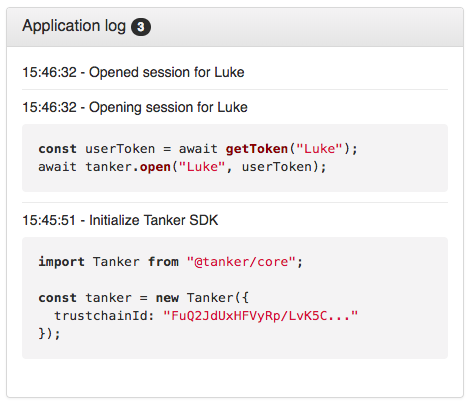 Application log 3
15:46:32 - Opened session for Luke
15:46:32 - Opening session for Luke
const userToken = await getToken("Luke");
await tanker.open("Luke", userToken);
15:45:51 - Initialize Tanker SDK
import Tanker from "@tanker/core";
const tanker = new Tanker({
  trustchainId: "FuQ2JdUxHFVyRp/LvK5C..."
});